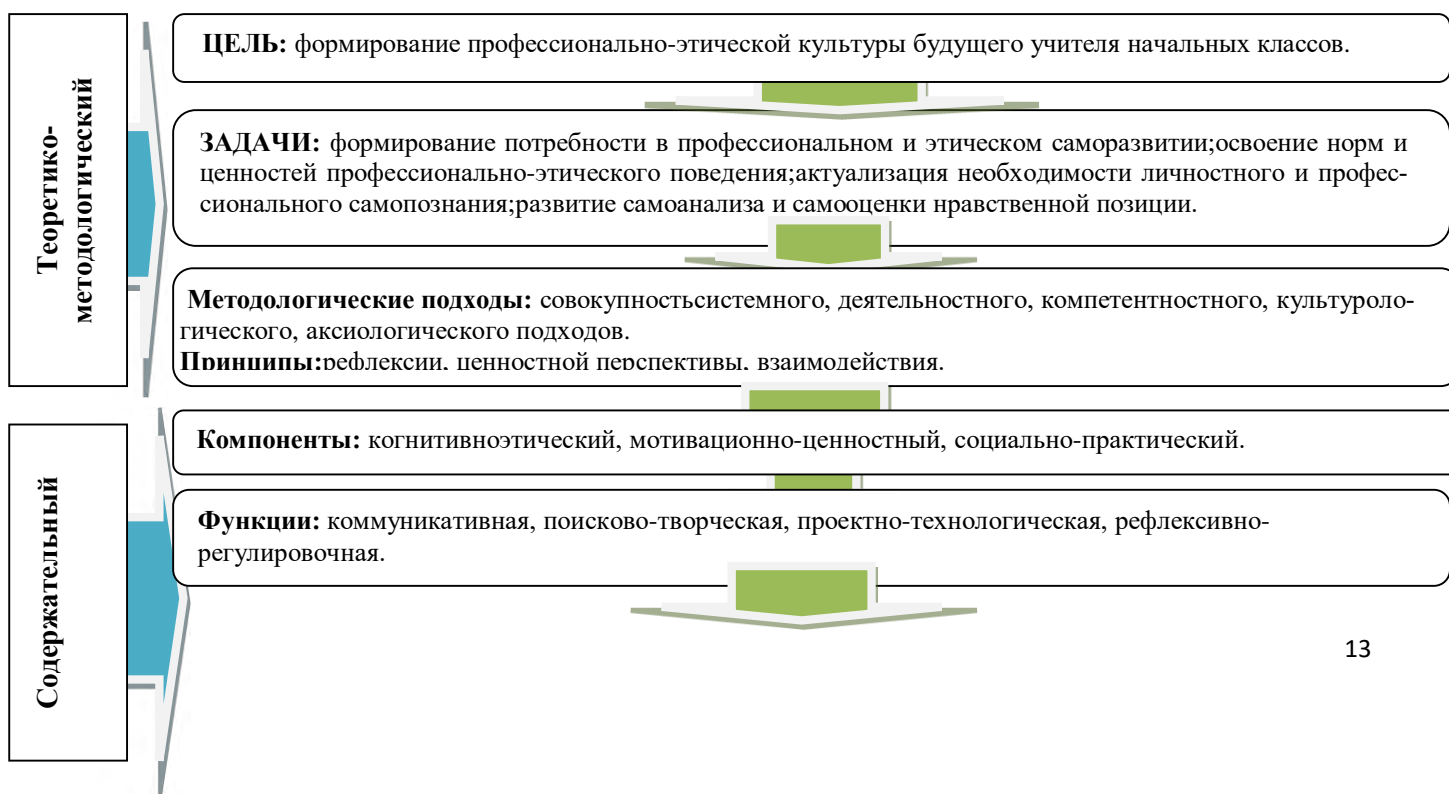 Теоретико-
методологический
ЦЕЛЬ: формирование профессионально-этической культуры будущего учителя начальных классов.
ЗАДАЧИ: формирование потребности в профессиональном и этическом саморазвитии;освоение норм и
ценностей профессионально-этического поведения;актуализация необходимости личностного и профес-
сионального самопознания;развитие самоанализа и самооценки нравственной позиции.
Методологические подходы: совокупностьсистемного, деятельностного, компетентностного, культуроло-
гического, аксиологического подходов.
Принципы:рефлексии, ценностной перспективы, взаимодействия.
Содержательный
Компоненты: когнитивноэтический, мотивационно-ценностный, социально-практический.
Функции: коммуникативная, поисково-творческая, проектно-технологическая, рефлексивно-
регулировочная.
13